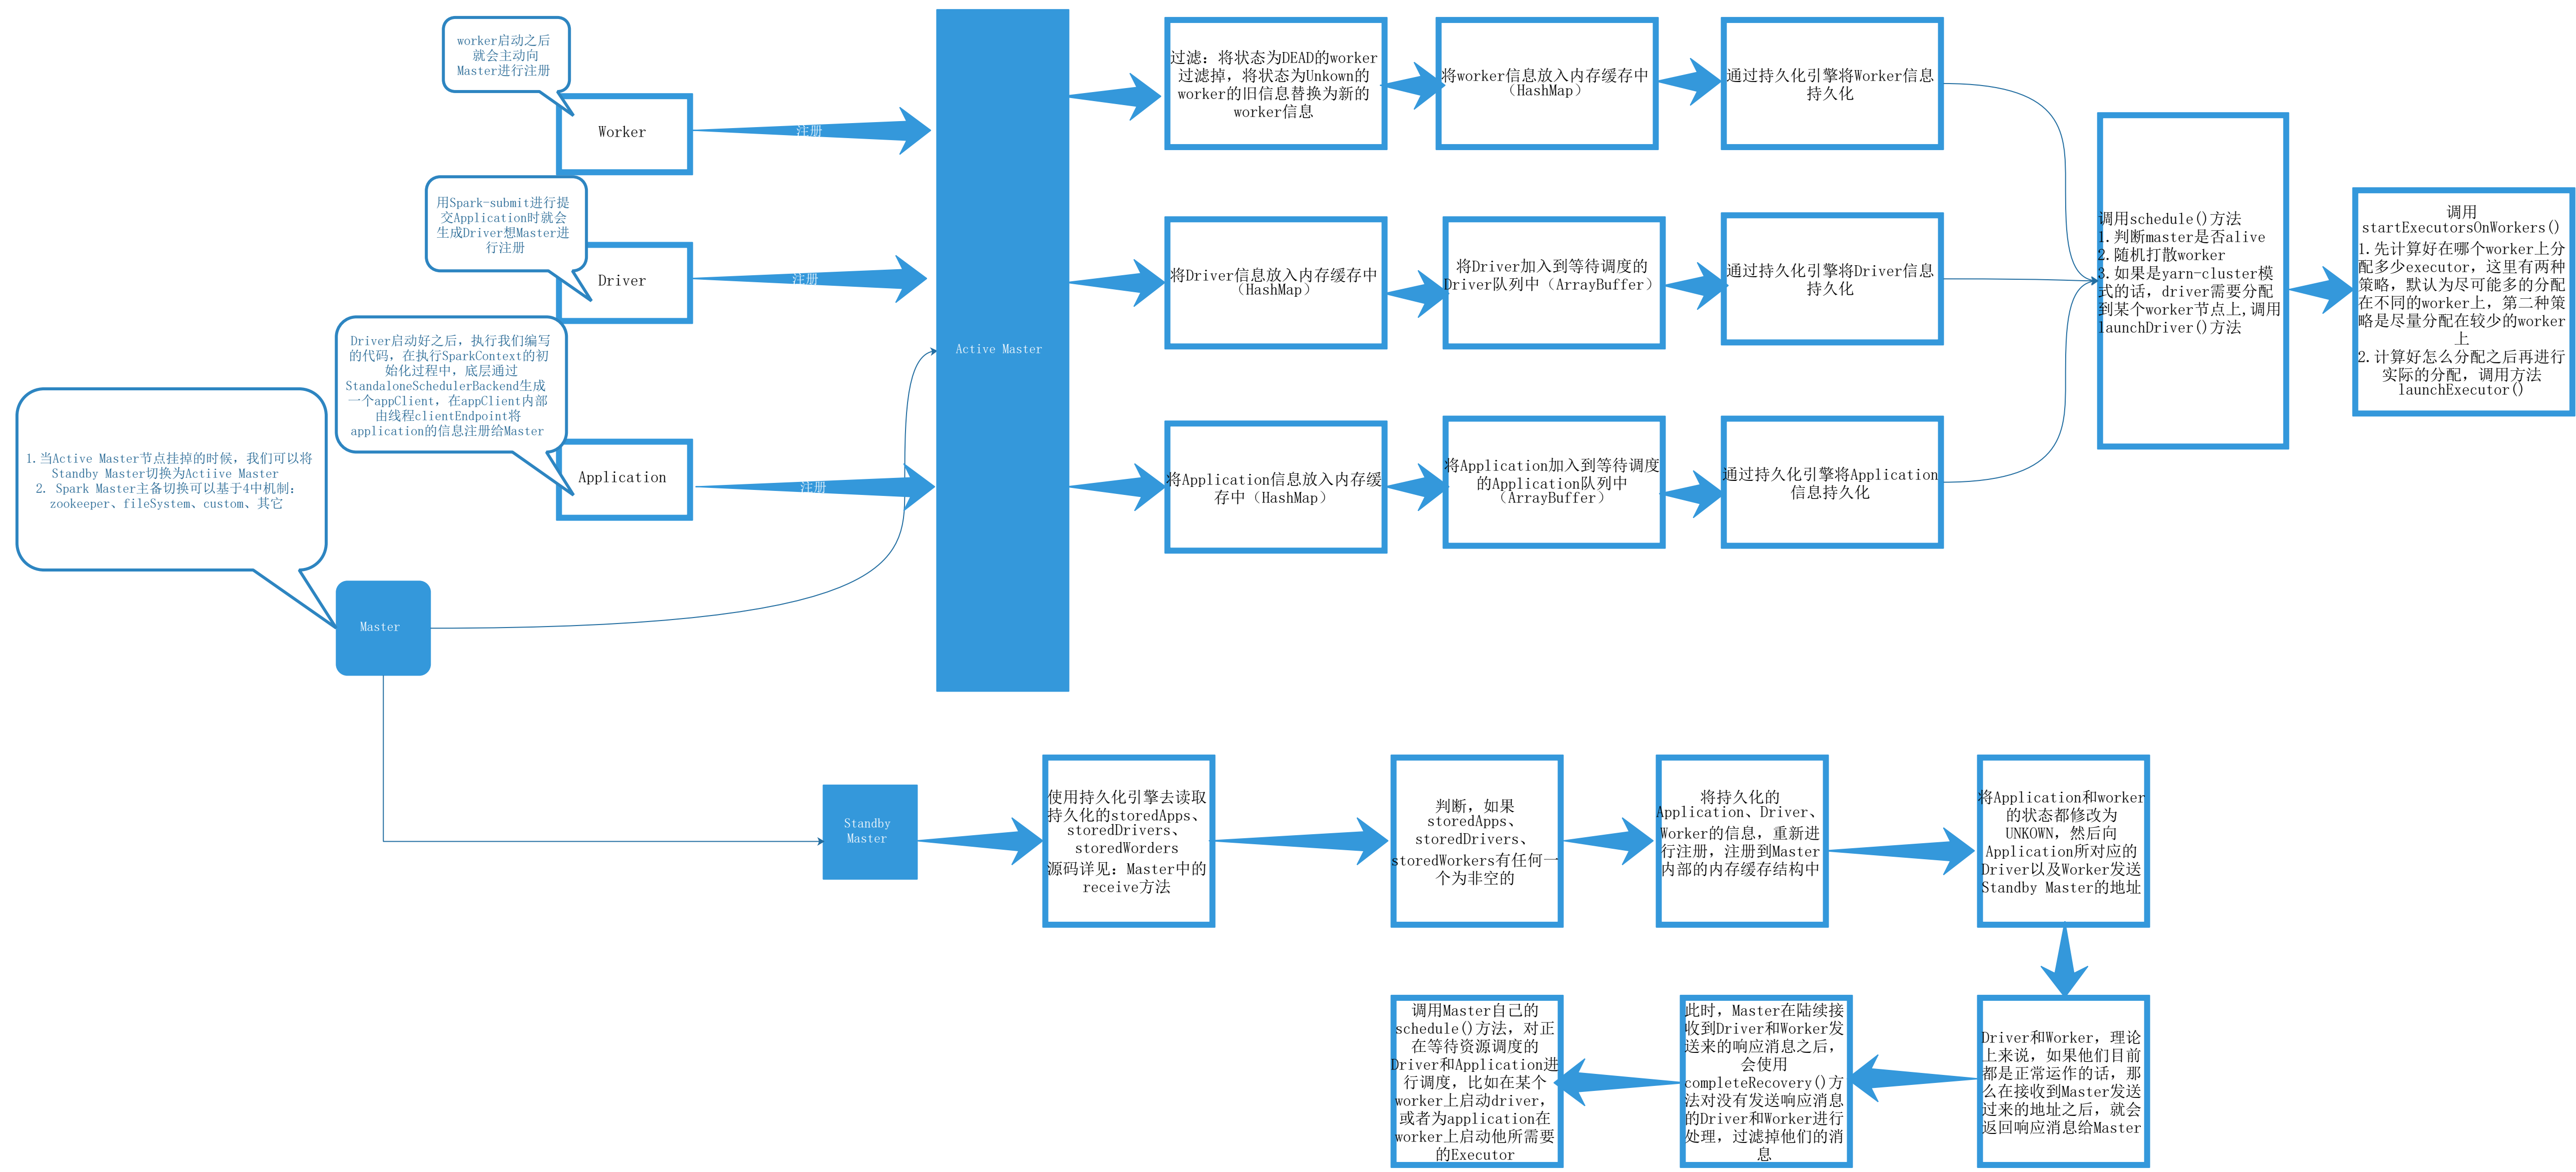 worker启动之后
就会主动向
Master进行注册
Worker
注册
用Spark-submit进行提
交Application时就会
生成Driver想Master进
行注册
Driver
注册
Driver启动好之后，执行我们编写
的代码，在执行SparkContext的初
始化过程中，底层通过
StandaloneSchedulerBackend生成
一个appClient，在appClient内部
由线程clientEndpoint将
application的信息注册给Master
Application
注册
1.当Active Master节点挂掉的时候，我们可以将
Standby Master切换为Actiive Master
2. Spark Master主备切换可以基于4中机制：
zookeeper、fileSystem、custom、其它
Master
Active Master
过滤：将状态为DEAD的worker
过滤掉，将状态为Unkown的
worker的旧信息替换为新的
worker信息
将worker信息放入内存缓存中
（HashMap）
通过持久化引擎将Worker信息
持久化
将Driver信息放入内存缓存中
（HashMap）
将Driver加入到等待调度的
Driver队列中（ArrayBuffer）
通过持久化引擎将Driver信息
持久化
将Application信息放入内存缓
存中（HashMap）
将Application加入到等待调度
的Application队列中
（ArrayBuffer）
通过持久化引擎将Application
信息持久化
调用schedule()方法
1.判断master是否alive
2.随机打散worker
3.如果是yarn-cluster模
式的话，driver需要分配
到某个worker节点上,调用
launchDriver()方法
调用
startExecutorsOnWorkers()
1.先计算好在哪个worker上分
配多少executor，这里有两种
策略，默认为尽可能多的分配
在不同的worker上，第二种策
略是尽量分配在较少的worker
上
2.计算好怎么分配之后再进行
实际的分配，调用方法
launchExecutor()
Standby
Master
使用持久化引擎去读取
持久化的storedApps、
storedDrivers、
storedWorders
源码详见：Master中的
receive方法
判断，如果
storedApps、
storedDrivers、
storedWorkers有任何一
个为非空的
将持久化的
Application、Driver、
Worker的信息，重新进
行注册，注册到Master
内部的内存缓存结构中
将Application和worker
的状态都修改为
UNKOWN，然后向
Application所对应的
Driver以及Worker发送
Standby Master的地址
Driver和Worker，理论
上来说，如果他们目前
都是正常运作的话，那
么在接收到Master发送
过来的地址之后，就会
返回响应消息给Master
此时，Master在陆续接
收到Driver和Worker发
送来的响应消息之后，
会使用
completeRecovery()方
法对没有发送响应消息
的Driver和Worker进行
处理，过滤掉他们的消
息
调用Master自己的
schedule()方法，对正
在等待资源调度的
Driver和Application进
行调度，比如在某个
worker上启动driver，
或者为application在
worker上启动他所需要
的Executor